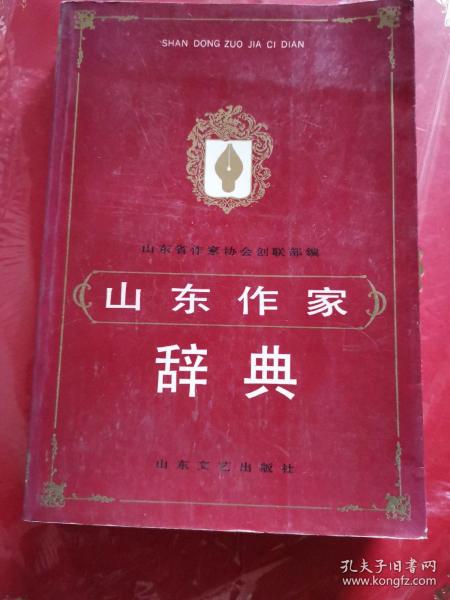 SHAN DONG ZUO JIA CI DIAN
山东省作家协会创联部编
山东作家
辞典
山东文艺出版社
孔夫子旧书网
www.kongfz.com